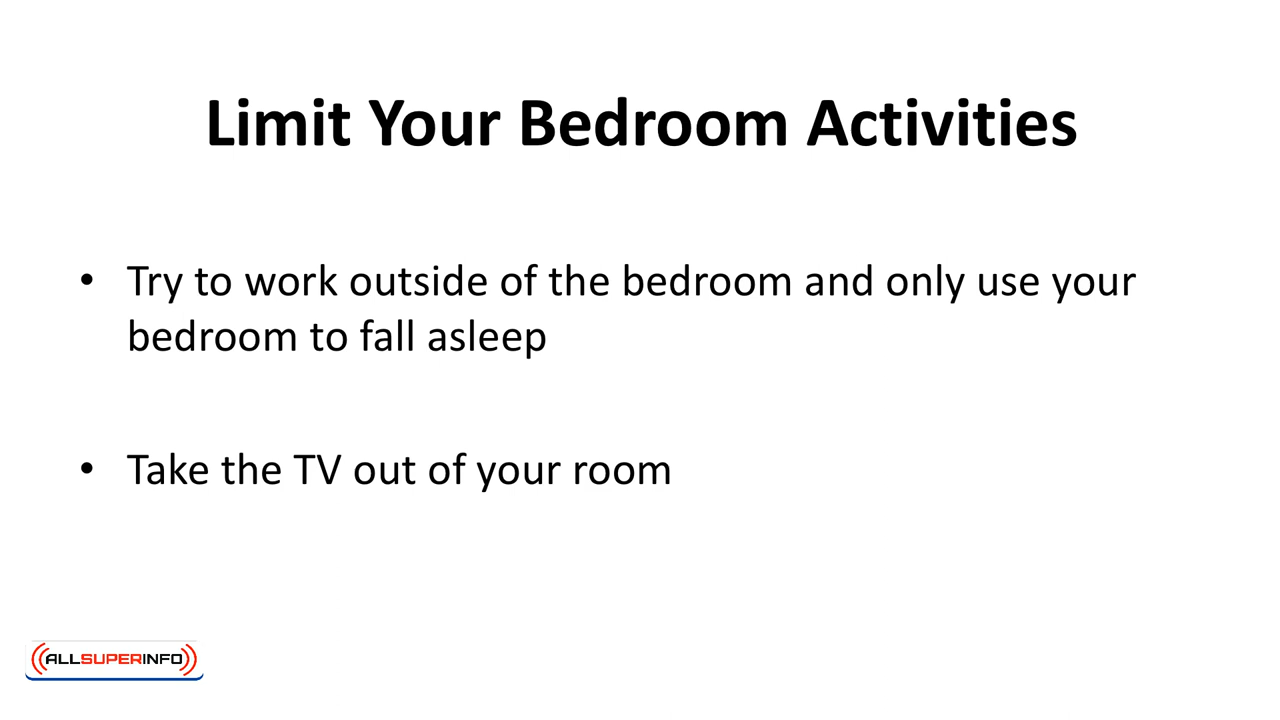 Limit Your Bedroom Activities
• Try to work outside of the bedroom and only use your
bedroom to fall asleep
• Take the TV out of your room
ALLSUPERINFO